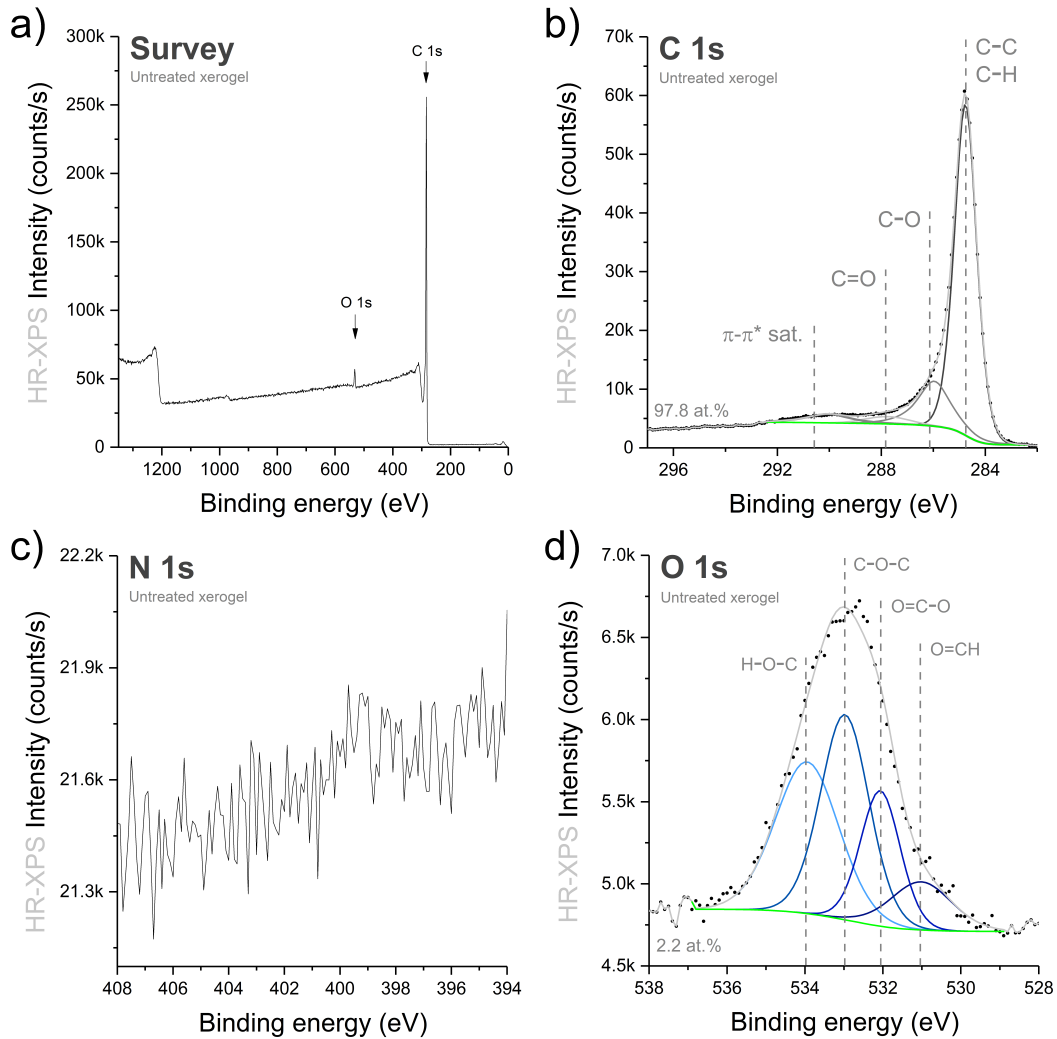 a)
Survey
Untreated xerogel
C 1s
O 1s
300k
250k
200k
150k
100k
50k
0
HR-XPS Intensity (counts/s)
1200 1000 800 600 400 200 0
Binding energy (eV)
b)
C 1s
Untreated xerogel
C-C
C-H
C-O
C=O
π-π* sat.
97.8 at.%
70k
60k
50k
40k
30k
20k
10k
0
HR-XPS Intensity (counts/s)
296 292 288 284
Binding energy (eV)
c)
N 1s
Untreated xerogel
22.2k
21.9k
21.6k
21.3k
HR-XPS Intensity (counts/s)
408 406 404 402 400 398 396 394
Binding energy (eV)
d)
O 1s
Untreated xerogel
C-O-C
O=C-O
O=CH
H-O-C
2.2 at.%
7.0k
6.5k
6.0k
5.5k
5.0k
4.5k
HR-XPS Intensity (counts/s)
538 536 534 532 530 528
Binding energy (eV)